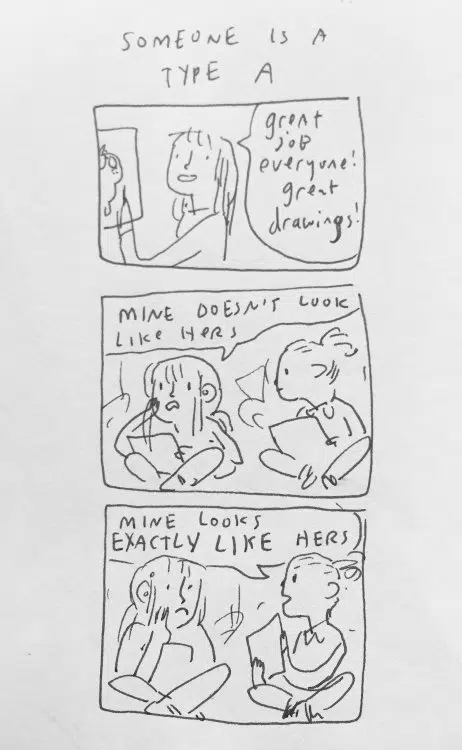 SOMEONE IS A
TYPE A
great
job
everyone!
great
drawings!
MINE DOESN'T LOOK
LIKE HERS
MINE LOOKS
EXACTLY LIKE HERS